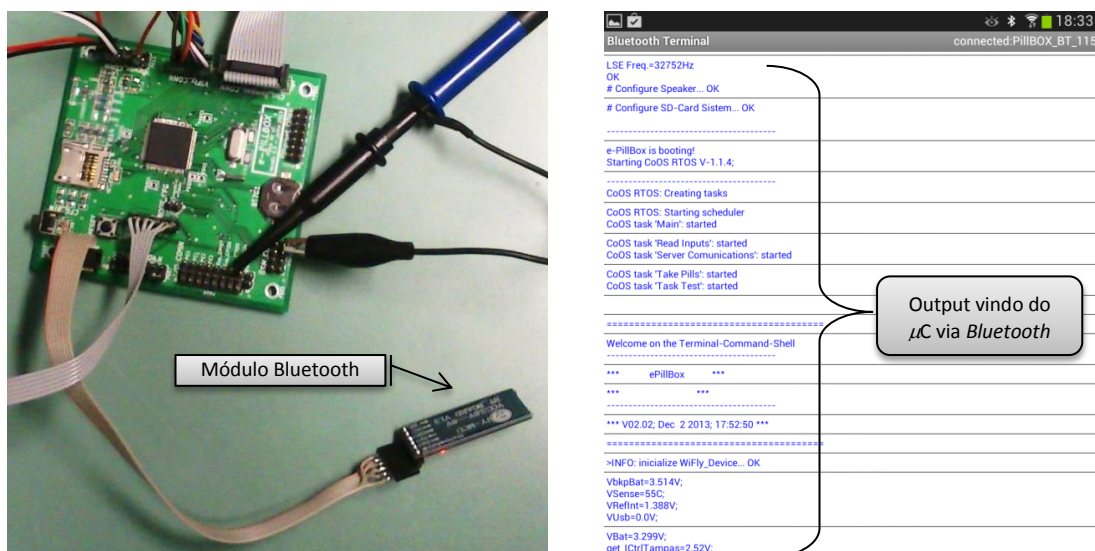 e-PillBOX
Módulo Bluetooth
BT_BOARD V1.3
18:33
Bluetooth Terminal
connected:PillBOX_BT_115
LSE Freq.=32752Hz
OK
# Configure Speaker... OK
# Configure SD-Card Sistem... OK
---------------------------------------
e-PillBox is booting!
Starting CoOS RTOS V-1.1.4;
---------------------------------------
CoOS RTOS: Creating tasks
CoOS RTOS: Starting scheduler
CoOS task 'Main': started
CoOS task 'Read Inputs': started
CoOS task 'Server Comunications': started
CoOS task 'Take Pills': started
CoOS task 'Task Test': started
=======================================
Welcome on the Terminal-Command-Shell
---------------------------------------
*** ePillBox ***
*** ***
---------------------------------------
*** V02.02; Dec 2 2013; 17:52:50 ***
=======================================
>INFO: inicialize WiFly_Device... OK
VbkpBat=3.514V;
VSense=55C;
VRefInt=1.388V;
VUsb=0.0V;
VBat=3.299V;
get_ICtrlTampas=2.52V;
Output vindo do
µC via Bluetooth